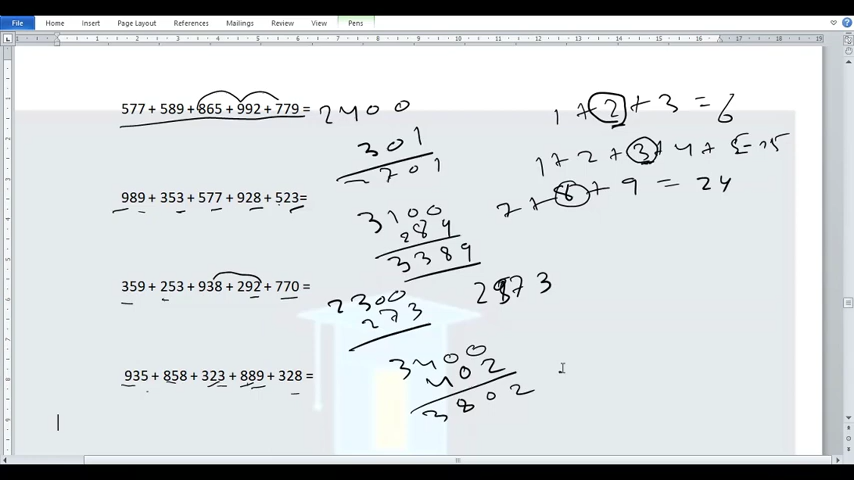 File Home Insert Page Layout References Mailings Review View Pens
577 + 589 + 865 + 992 + 779 = 2400
301
2701
989 + 353 + 577 + 928 + 523=
3100
289
3389
359 + 253 + 938 + 292 + 770 =
2300
273
935 + 858 + 323 + 889 + 328 =
3400
402
3802
1 + 2 + 3 = 6
1 + 2 + 3 + 4 + 5 = 15
7 + 8 + 9 = 24